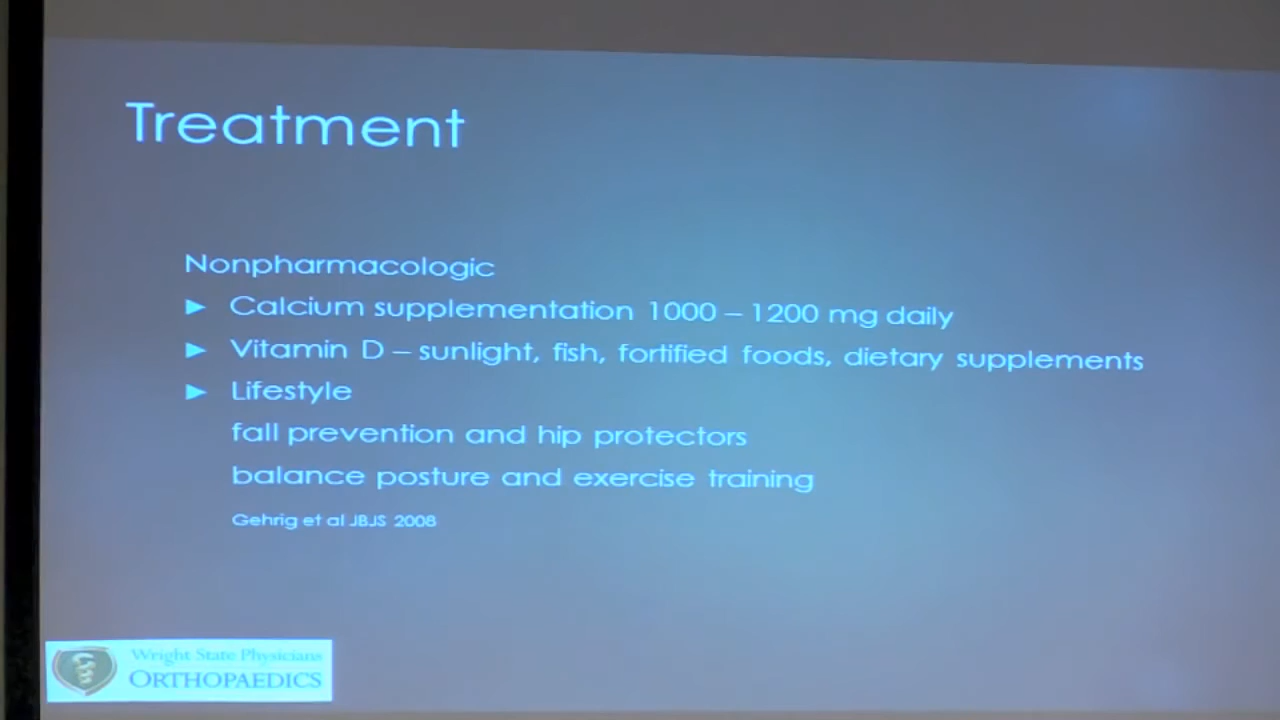 Treatment
Nonpharmacologic
► Calcium supplementation 1000 – 1200 mg daily
► Vitamin D – sunlight, fish, fortified foods, dietary supplements
► Lifestyle
fall prevention and hip protectors
balance posture and exercise training
Gehrig et al JBJS 2008
Wright State Physicians
ORTHOPAEDICS